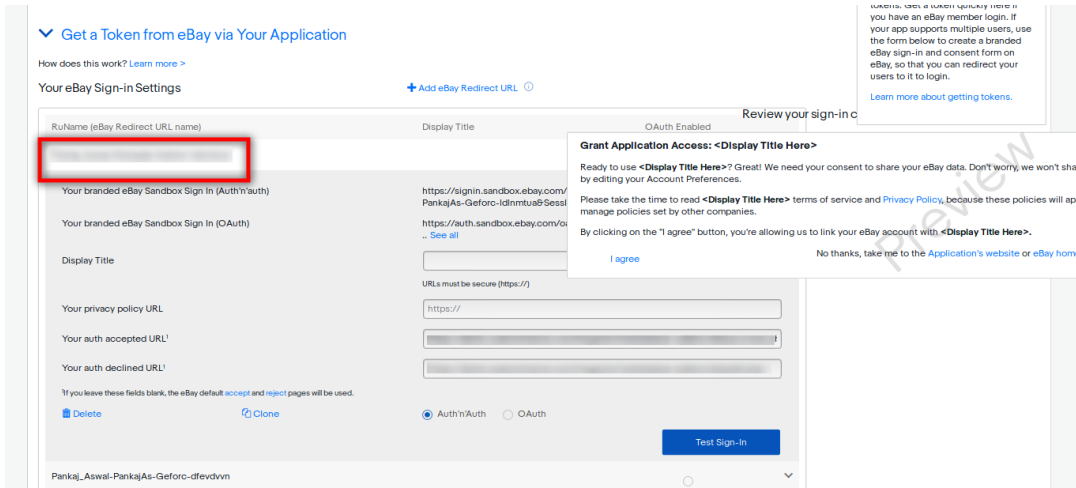 tokens. Get a token quickly here if
you have an eBay member login. If
your app supports multiple users, use
the form below to create a branded
eBay sign-in and consent form on
eBay, so that you can redirect your
users to it to login.
Learn more about getting tokens.
Get a Token from eBay via Your Application
How does this work? Learn more >
Your eBay Sign-in Settings
Add eBay Redirect URL
Review your sign-in c
RuName (eBay Redirect URL name) Display Title OAuth Enabled
Grant Application Access: <Display Title Here>
Ready to use <Display Title Here>? Great! We need your consent to share your eBay data. Don't worry, we won't sha
by editing your Account Preferences.
Please take the time to read <Display Title Here> terms of service and Privacy Policy, because these policies will ap
manage policies set by other companies.
By clicking on the "I agree" button, you're allowing us to link your eBay account with <Display Title Here>.
I agree
No thanks, take me to the Application's website or eBay home
Preview
Your branded eBay Sandbox Sign In (Auth'n'auth)
https://signin.sandbox.ebay.com/
PankajAs-Geforc-Idlnmtua&SessI
Your branded eBay Sandbox Sign In (OAuth)
https://auth.sandbox.ebay.com/oa
.. See all
Display Title
URLs must be secure (https://)
Your privacy policy URL
https://
Your auth accepted URL¹
Your auth declined URL¹
¹If you leave these fields blank, the eBay default accept and reject pages will be used.
Delete Clone Auth'n'Auth OAuth
Test Sign-In
Pankaj_Aswal-PankajAs-Geforc-dfevdvvn